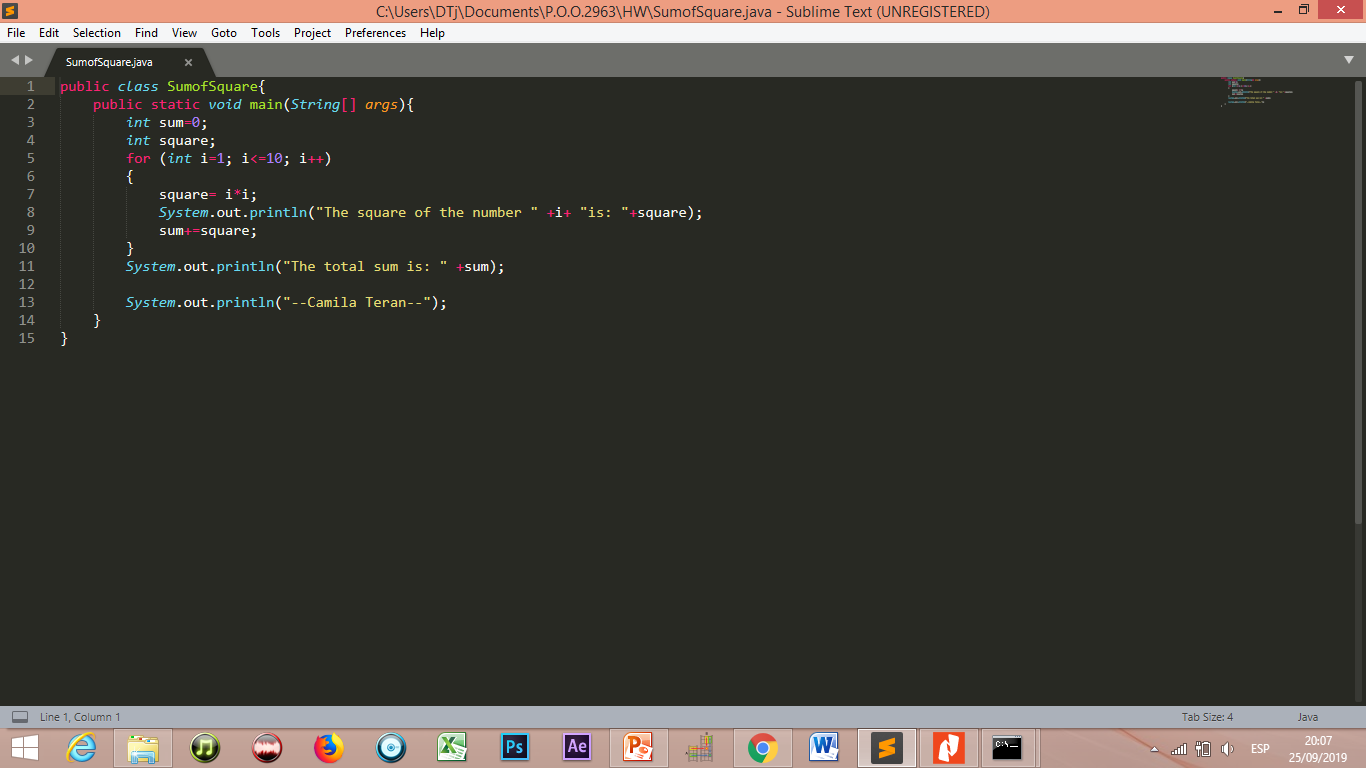 C:\Users\DTj\Documents\P.O.O.2963\HW\SumofSquare.java - Sublime Text (UNREGISTERED)
File Edit Selection Find View Goto Tools Project Preferences Help
SumofSquare.java
1 public class SumofSquare{
2     public static void main(String[] args){
3         int sum=0;
4         int square;
5         for (int i=1; i<=10; i++)
6         {
7             square= i*i;
8             System.out.println("The square of the number " +i+ "is: "+square);
9             sum+=square;
10         }
11         System.out.println("The total sum is: " +sum);
12
13         System.out.println("--Camila Teran--");
14     }
15 }
Line 1, Column 1 Tab Size: 4 Java
Ps Ae P W C:\_ ESP 20:07
25/09/2019